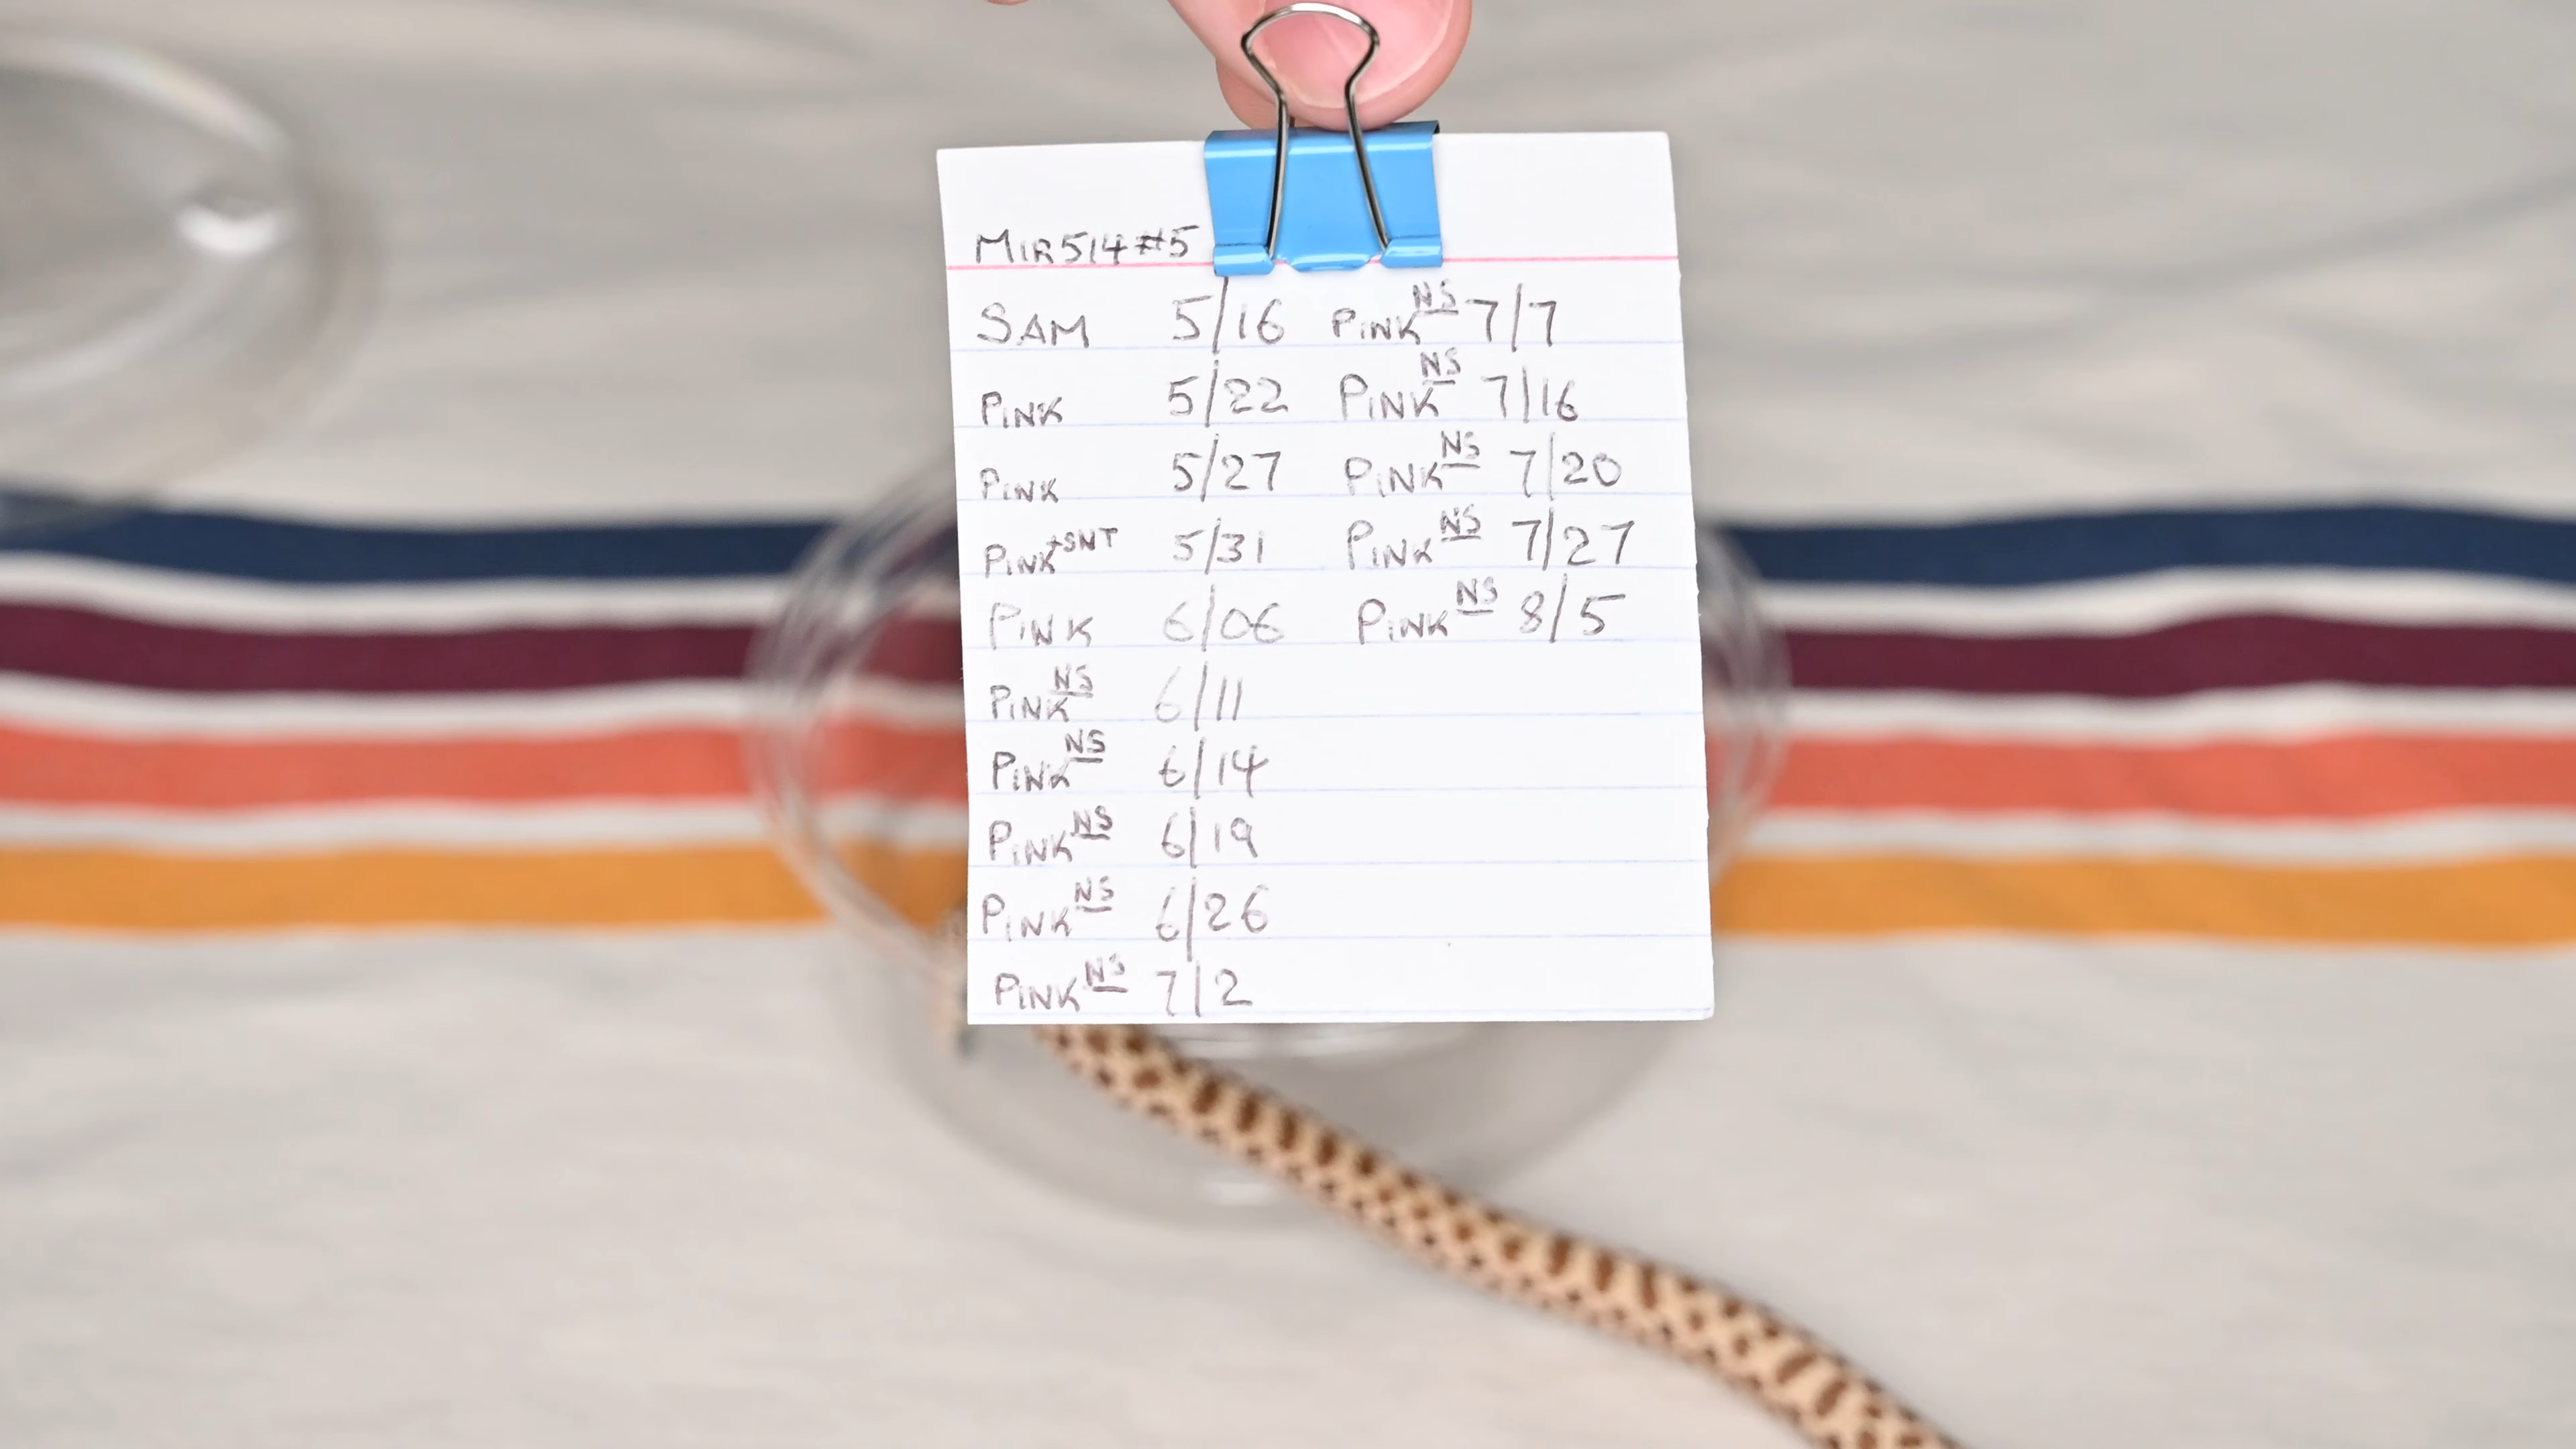 MIR514#5
SAM 5/16
PINK 5/22
PINK 5/27
PINK+SNT 5/31
PINK 6/06
PINK NS 6/11
PINK NS 6/14
PINK NS 6/19
PINK NS 6/26
PINK NS 7/2
PINK NS 7/7
PINK NS 7/16
PINK NS 7/20
PINK NS 7/27
PINK NS 8/5